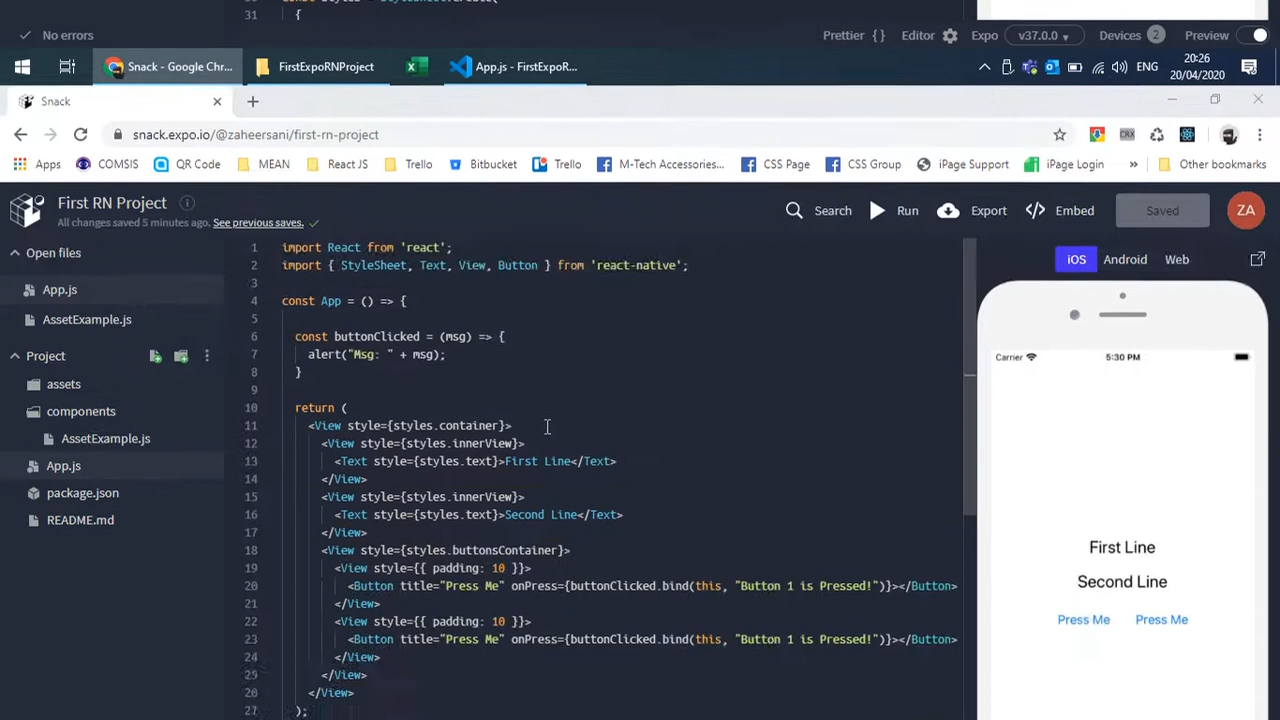 31
{
No errors
Prettier { }
Editor
Expo
v37.0.0
Devices 2
Preview
Snack - Google Chr...
FirstExpoRNProject
App.js - FirstExpoR...
ENG
20:26
20/04/2020
Snack
snack.expo.io/@zaheersani/first-rn-project
Apps
COMSIS
QR Code
MEAN
React JS
Trello
Bitbucket
Trello
M-Tech Accessories...
CSS Page
CSS Group
iPage Support
iPage Login
»
Other bookmarks
First RN Project
All changes saved 5 minutes ago. See previous saves.
Search
Run
Export
Embed
Saved
ZA
Open files
App.js
AssetExample.js
Project
assets
components
AssetExample.js
App.js
package.json
README.md
1 import React from 'react';
2 import { StyleSheet, Text, View, Button } from 'react-native';
3
4 const App = () => {
5
6 const buttonClicked = (msg) => {
7 alert("Msg: " + msg);
8 }
9
10 return (
11 <View style={styles.container}>
12 <View style={styles.innerView}>
13 <Text style={styles.text}>First Line</Text>
14 </View>
15 <View style={styles.innerView}>
16 <Text style={styles.text}>Second Line</Text>
17 </View>
18 <View style={styles.buttonsContainer}>
19 <View style={{ padding: 10 }}>
20 <Button title="Press Me" onPress={buttonClicked.bind(this, "Button 1 is Pressed!")}></Button>
21 </View>
22 <View style={{ padding: 10 }}>
23 <Button title="Press Me" onPress={buttonClicked.bind(this, "Button 1 is Pressed!")}></Button>
24 </View>
25 </View>
26 </View>
27 );
iOS
Android
Web
Carrier
5:30 PM
First Line
Second Line
Press Me
Press Me